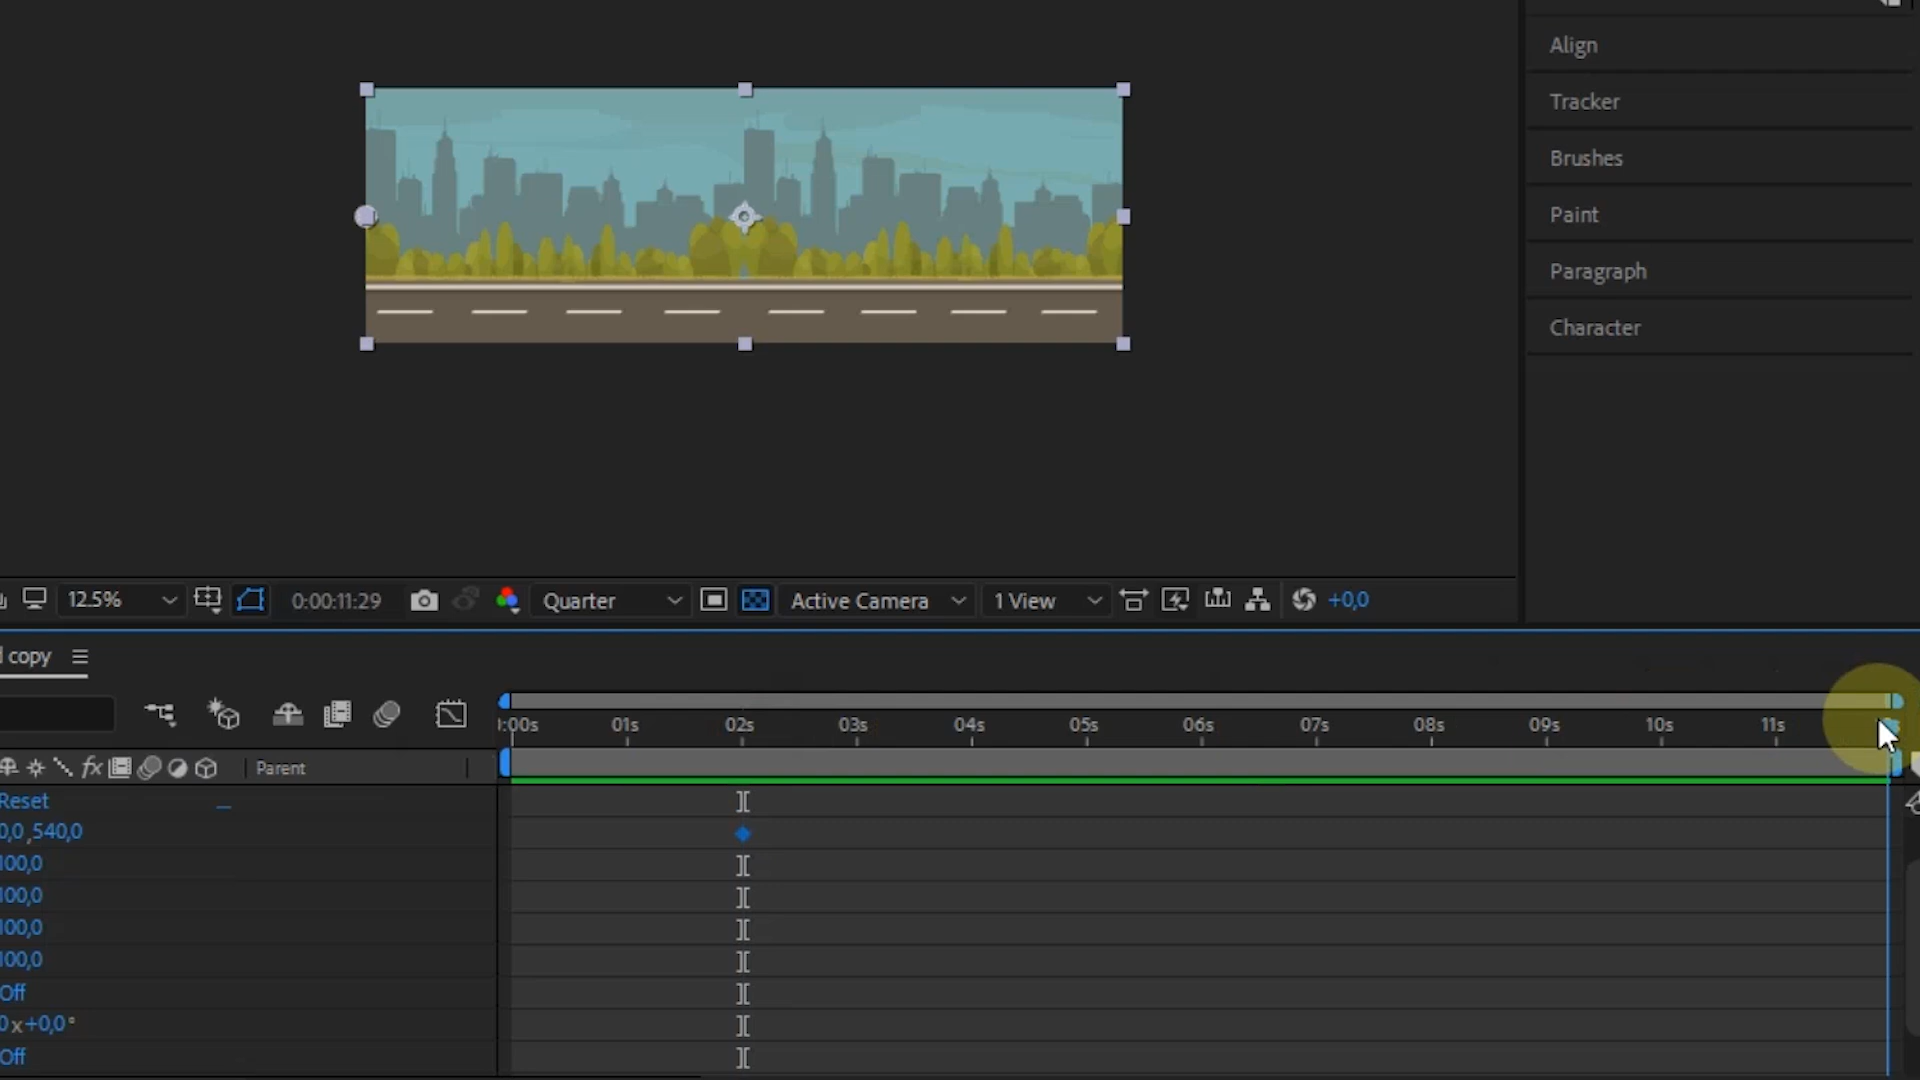 Align
Tracker
Brushes
Paint
Paragraph
Character
12.5% 0:00:11:29 Quarter Active Camera 1 View +0,0
copy
:00s 01s 02s 03s 04s 05s 06s 07s 08s 09s 10s 11s
fx Parent
Reset
0,0 ,540,0
100,0
100,0
100,0
100,0
Off
0 x+0,0°
Off